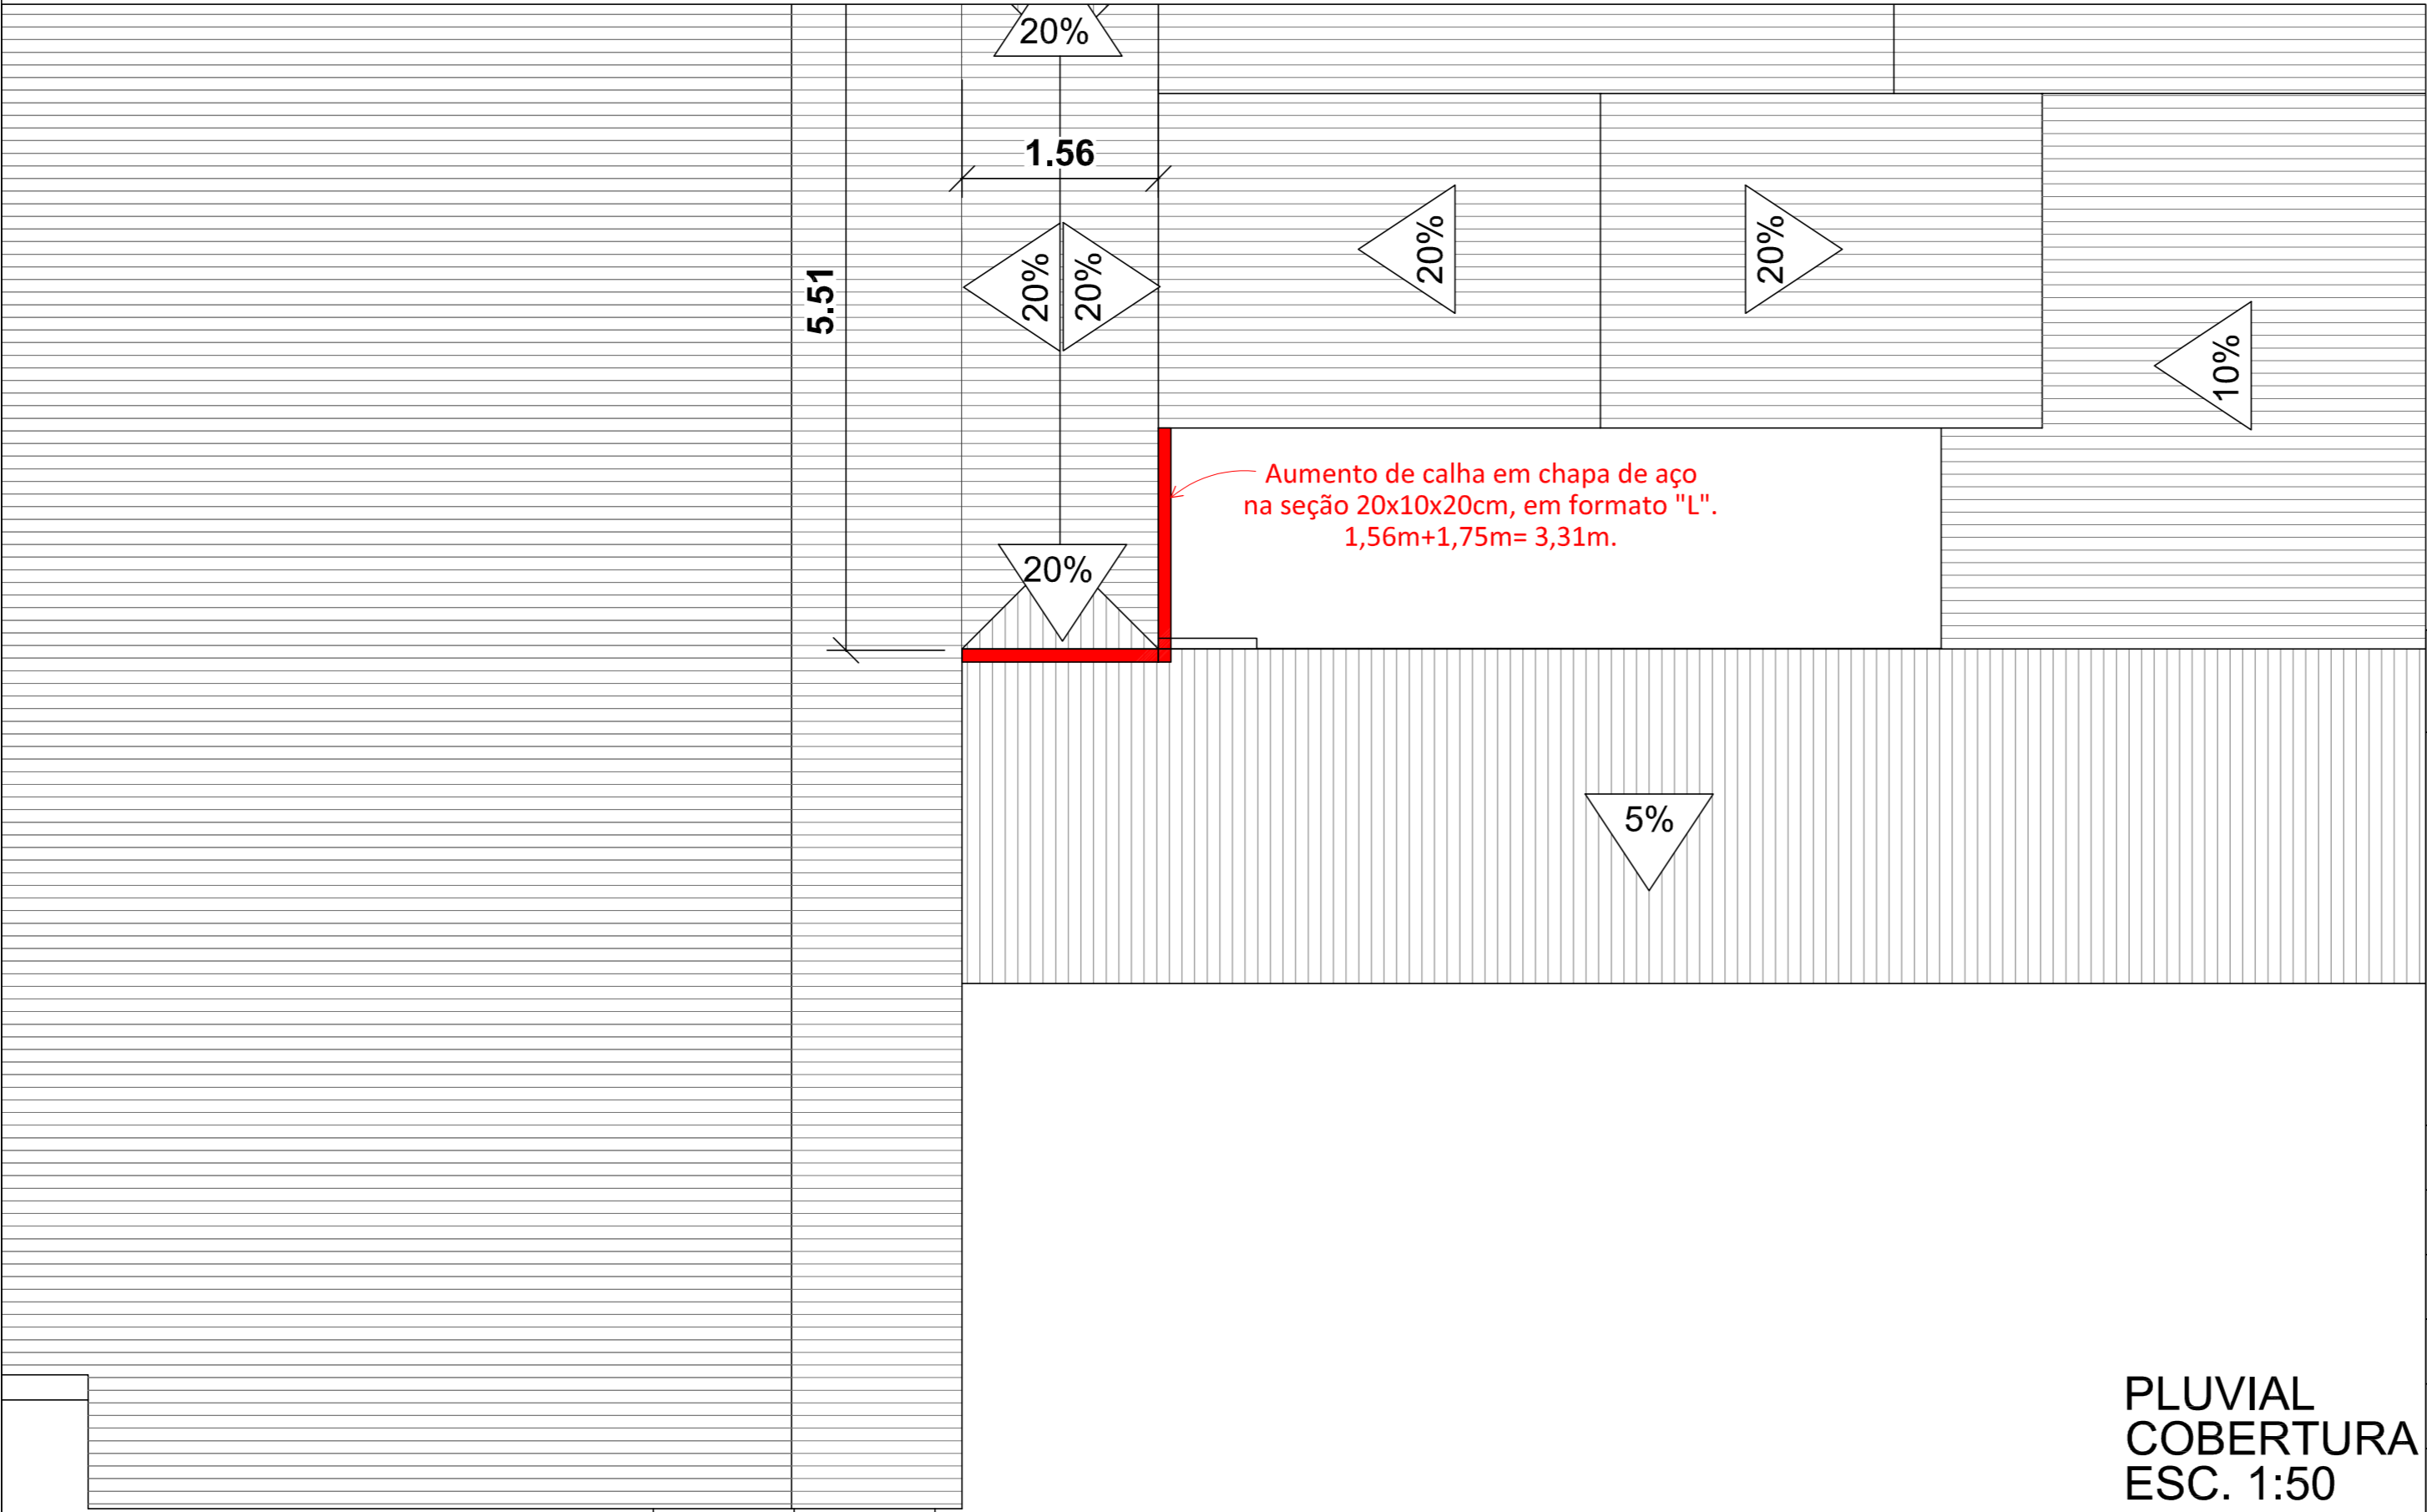 20%
1.56
20%
20%
20%
20%
5.51
10%
Aumento de calha em chapa de aço
na seção 20x10x20cm, em formato "L".
1,56m+1,75m= 3,31m.
20%
5%
PLUVIAL
COBERTURA
ESC. 1:50